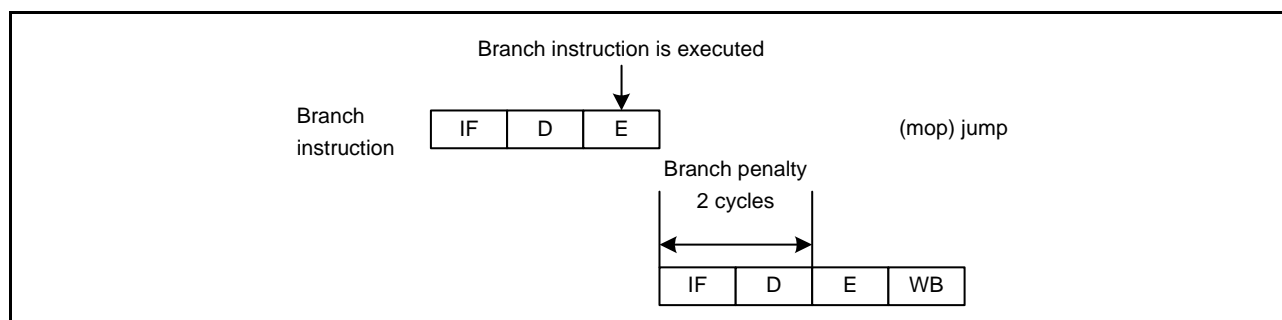 Branch instruction is executed
Branch
instruction
IF D E
(mop) jump
Branch penalty
2 cycles
IF D E WB